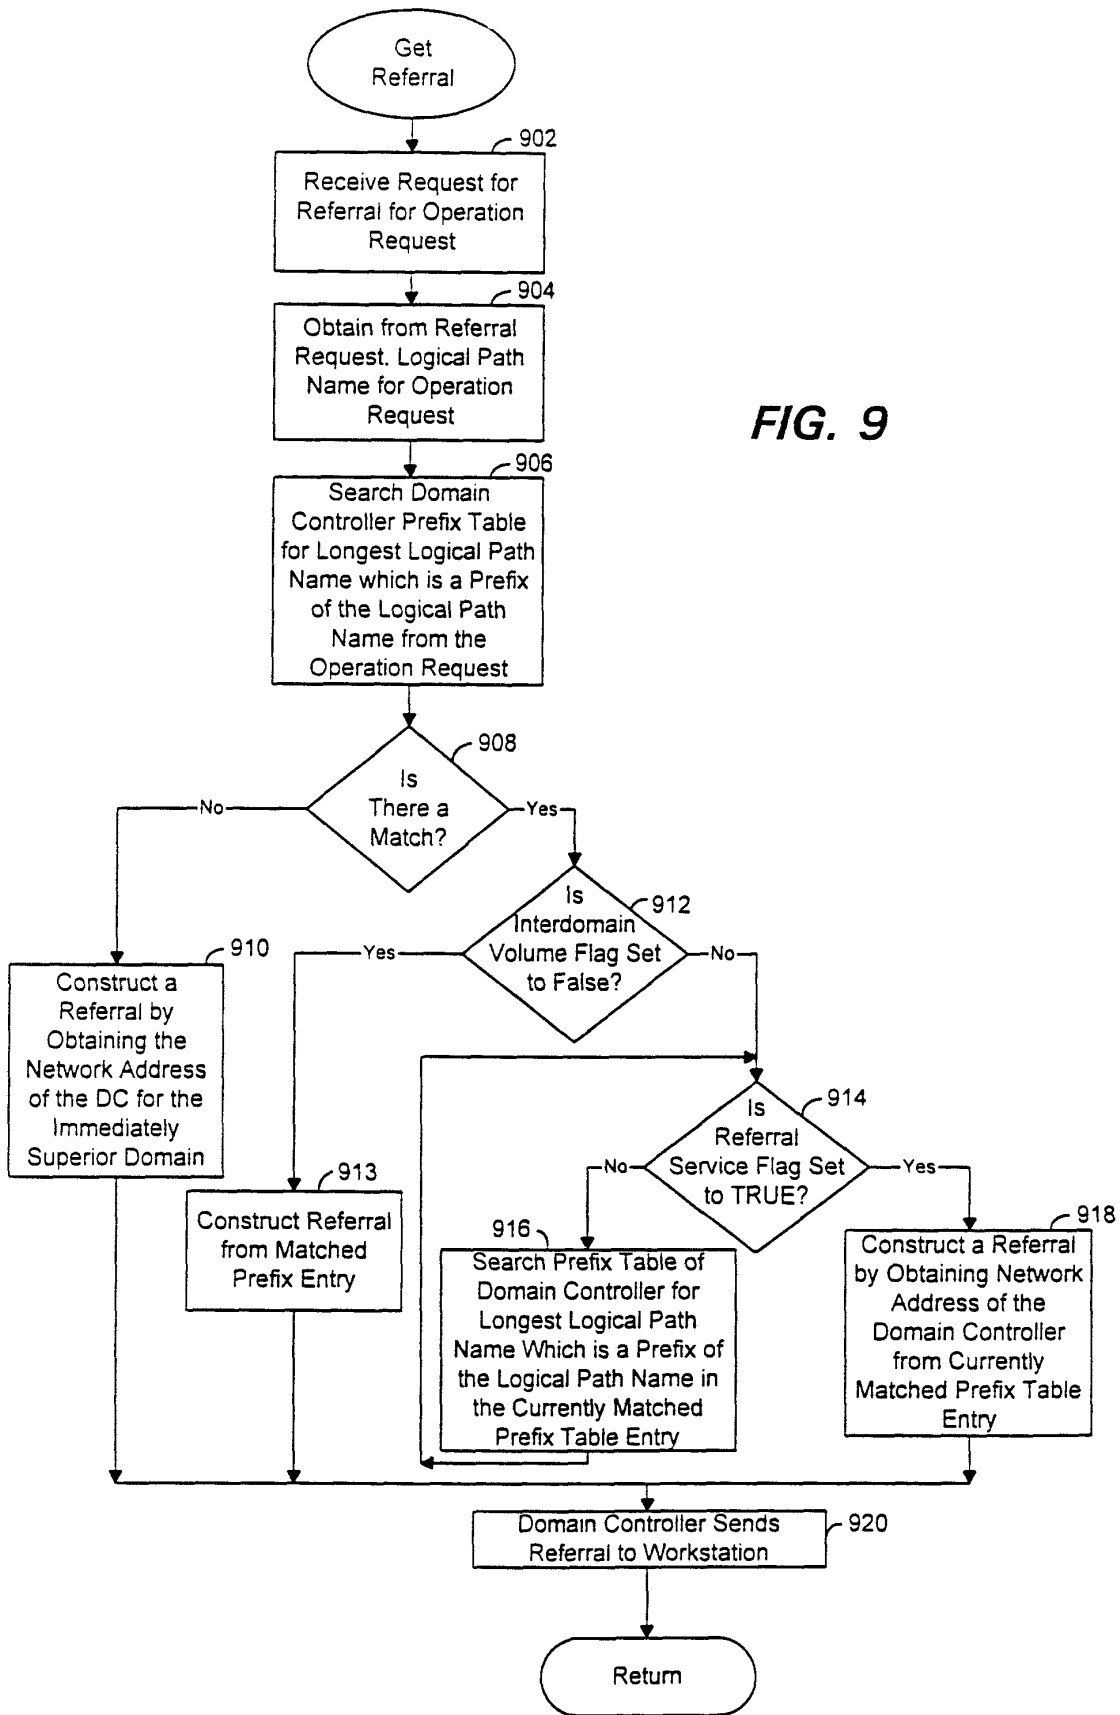 Get
Referral
902
Receive Request for
Referral for Operation
Request
904
Obtain from Referral
Request. Logical Path
Name for Operation
Request
FIG. 9
906
Search Domain
Controller Prefix Table
for Longest Logical Path
Name which is a Prefix
of the Logical Path
Name from the
Operation Request
908
Is
There a
Match?
No
Yes
912
Is
Interdomain
Volume Flag Set
to False?
Yes
No
910
Construct a
Referral by
Obtaining the
Network Address
of the DC for the
Immediately
Superior Domain
914
Is
Referral
Service Flag Set
to TRUE?
No
Yes
913
Construct Referral
from Matched
Prefix Entry
916
Search Prefix Table of
Domain Controller for
Longest Logical Path
Name Which is a Prefix of
the Logical Path Name in
the Currently Matched
Prefix Table Entry
918
Construct a Referral
by Obtaining Network
Address of the
Domain Controller
from Currently
Matched Prefix Table
Entry
Domain Controller Sends
Referral to Workstation
920
Return